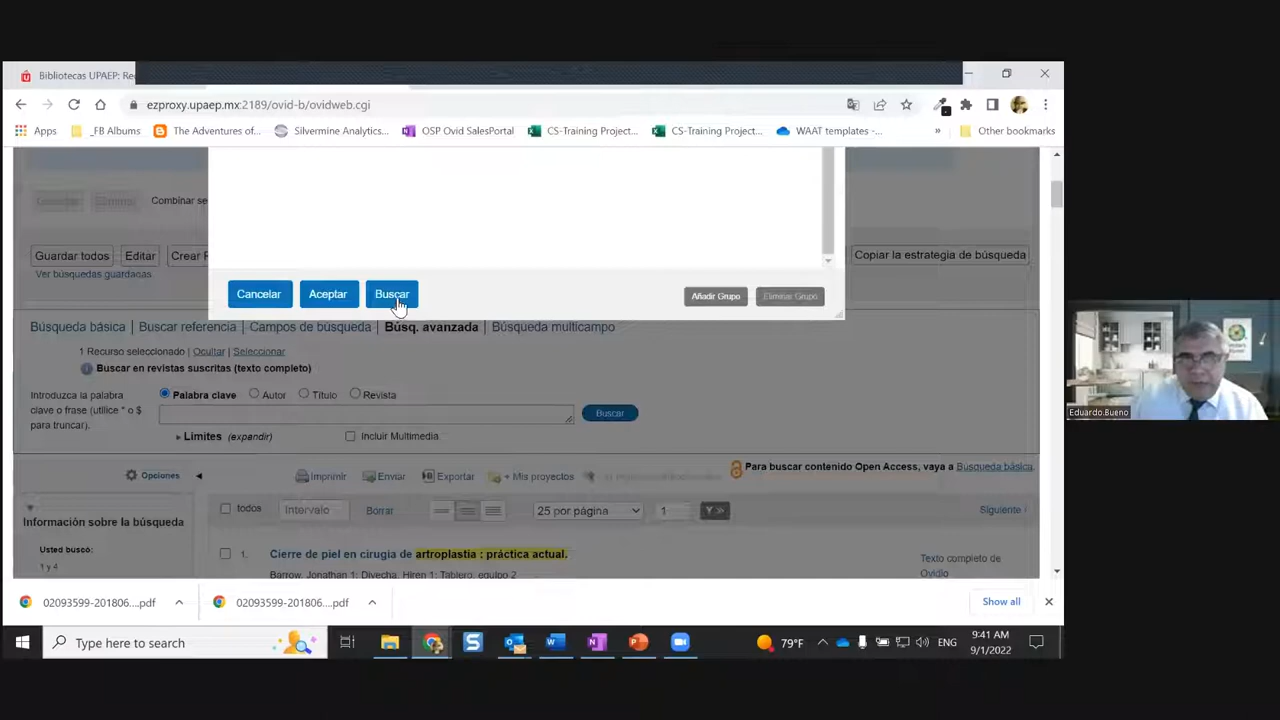 Bibliotecas UPAEP: Re
ezproxy.upaep.mx:2189/ovid-b/ovidweb.cgi
Apps _FB Albums The Adventures of... Silvermine Analytics... OSP Ovid SalesPortal CS-Training Project... CS-Training Project... WAAT templates -... » Other bookmarks
Guardar Eliminar Combinar se
Guardar todos Editar Crear Copiar la estrategia de búsqueda
Ver búsquedas guardadas
Cancelar Aceptar Buscar Añadir Grupo Eliminar Grupo
Búsqueda básica | Buscar referencia | Campos de búsqueda | Búsq. avanzada | Búsqueda multicampo
1 Recurso seleccionado | Ocultar | Seleccionar
Buscar en revistas suscritas (texto completo)
Introduzca la palabra clave o frase (utilice * o $ para truncar). Palabra clave Autor Título Revista
Buscar
Límites (expandir) Incluir Multimedia
Opciones Imprimir Enviar Exportar + Mis proyectos Para buscar contenido Open Access, vaya a Búsqueda básica.
todos Intervalo Borrar 25 por página 1 Siguiente
Información sobre la búsqueda
Usted buscó:
1 y 4
1. Cierre de piel en cirugia de artroplastia : práctica actual.
Barrow, Jonathan 1; Divecha, Hiren 1; Tablero, equipo 2
Texto completo de
Ovidio
Eduardo.Bueno
02093599-201806....pdf 02093599-201806....pdf Show all
Type here to search 79°F ENG 9:41 AM
9/1/2022